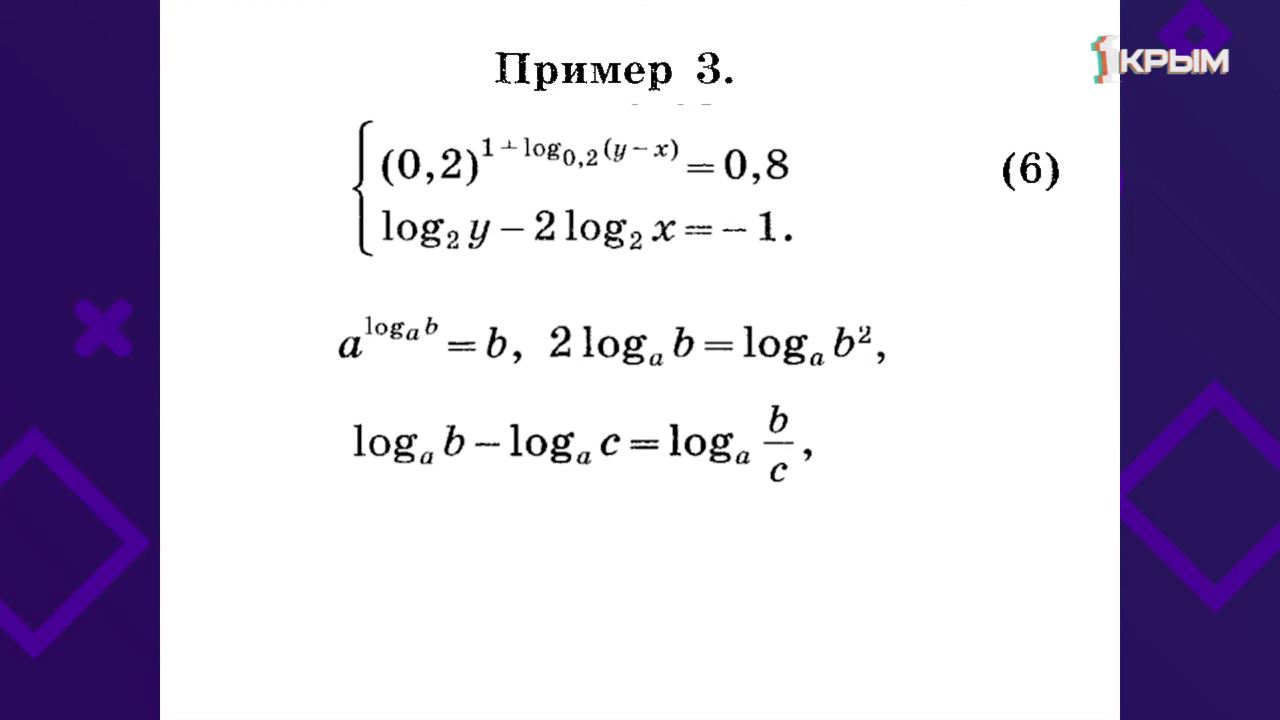 1КРЫМ
Пример 3.
(0,2)^{1+log_{0,2}(y−x)} = 0,8 (6)
log₂ y − 2 log₂ x = − 1.
a^{log_a b} = b, 2 log_a b = log_a b²,
log_a b − log_a c = log_a b/c,